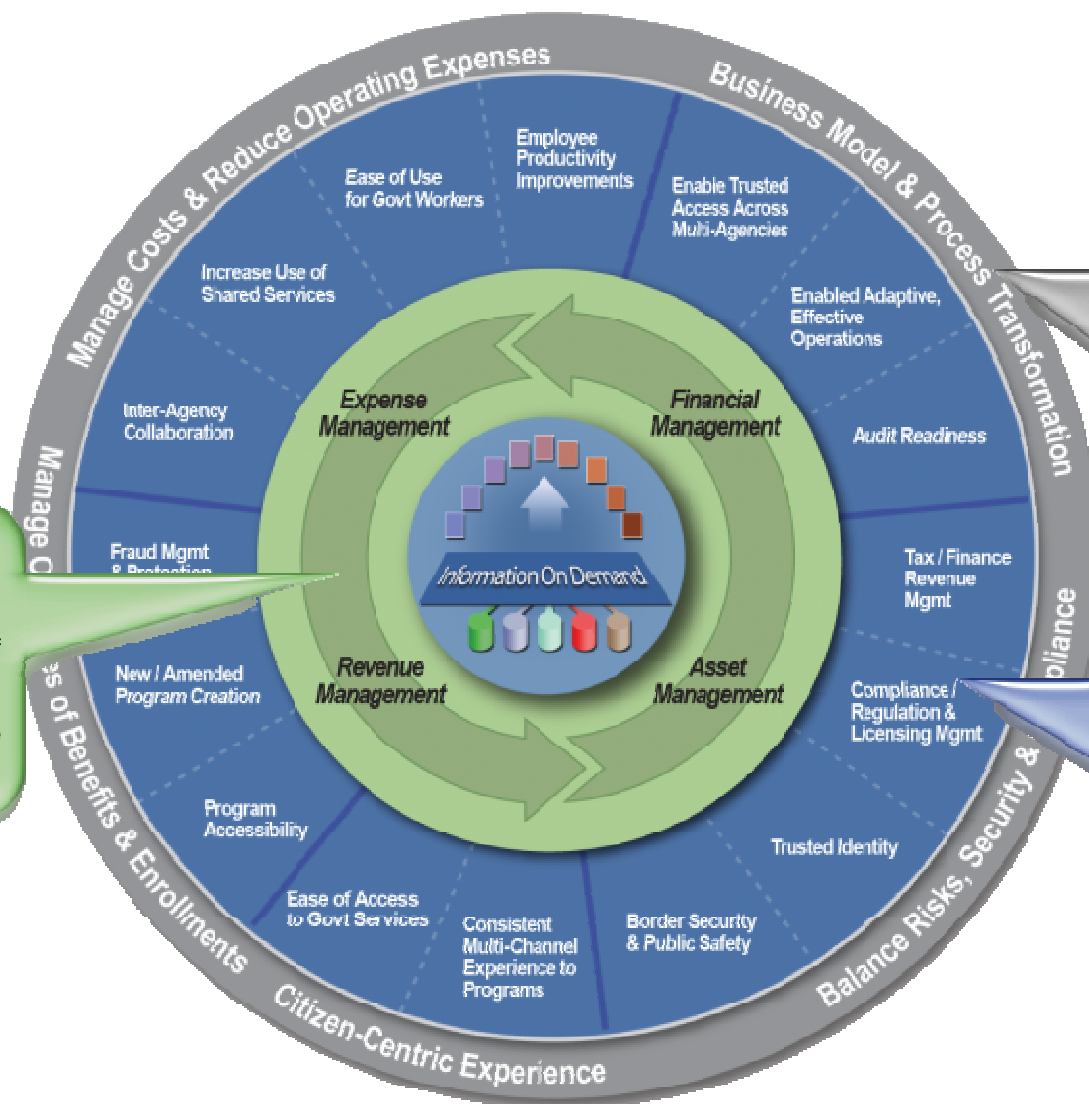 Manage Costs & Reduce Operating Expenses
Business Model & Process Transformation
Employee
Productivity
Improvements
Ease of Use
for Govt Workers
Enable Trusted
Access Across
Multi-Agencies
Increase Use of
Shared Services
Enabled Adaptive,
Effective
Operations
Inter-Agency
Collaboration
Audit Readiness
Expense
Management
Financial
Management
Information On Demand
Revenue
Management
Asset
Management
Fraud Mgmt
& Protection
Tax / Finance
Revenue
Mgmt
New / Amended
Program Creation
Compliance /
Regulation &
Licensing Mgmt
Program
Accessibility
Trusted Identity
Ease of Access
to Govt Services
Consistent
Multi-Channel
Experience to
Programs
Border Security
& Public Safety
Manage
of Benefits & Enrollments
Citizen-Centric Experience
Balance Risks, Security &